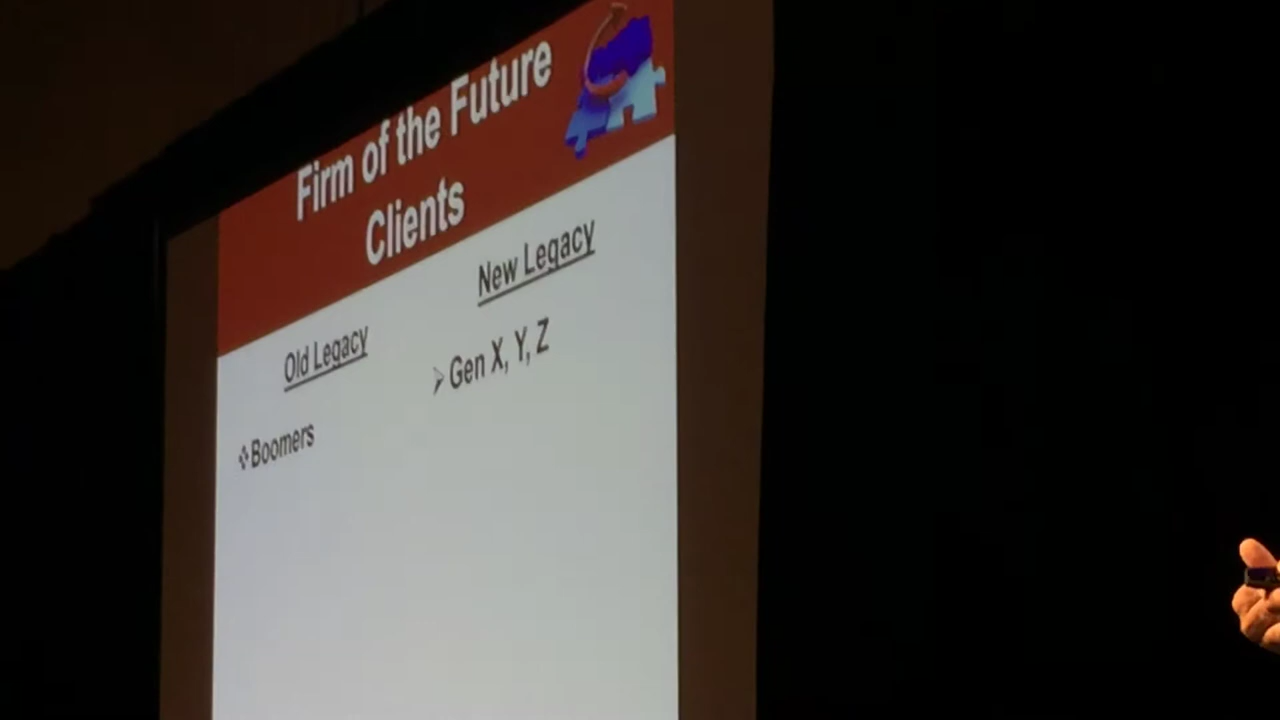 Firm of the Future
Clients
Old Legacy
❖Boomers
New Legacy
➢ Gen X, Y, Z